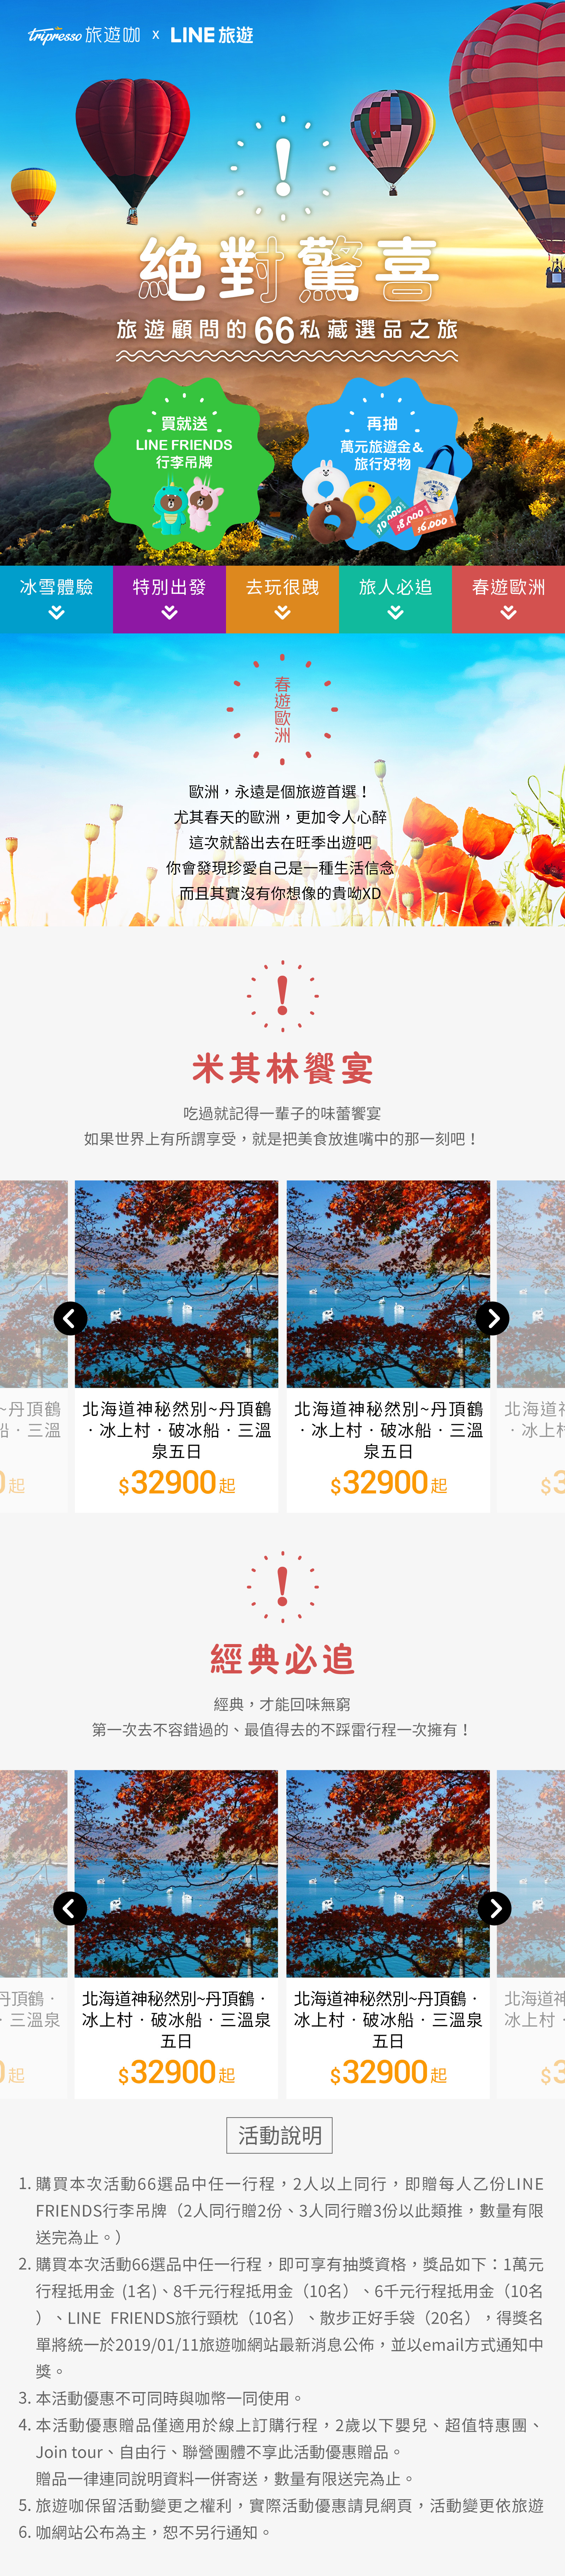 tripresso 旅遊咖 x LINE 旅遊
絕對驚喜
旅遊顧問的66私藏選品之旅
買就送
LINE FRIENDS
行李吊牌
再抽
萬元旅遊金&
旅行好物
$10,000
$8,000
$6,000
冰雪體驗
特別出發
去玩很跩
旅人必追
春遊歐洲
春遊歐洲
歐洲，永遠是個旅遊首選！
尤其春天的歐洲，更加令人心醉
這次就豁出去在旺季出遊吧
你會發現珍愛自己是一種生活信念
而且其實沒有你想像的貴呦XD
米其林饗宴
吃過就記得一輩子的味蕾饗宴
如果世界上有所謂享受，就是把美食放進嘴中的那一刻吧！
~丹頂鶴
船．三溫
0起
北海道神秘然別~丹頂鶴
．冰上村．破冰船．三溫
泉五日
$32900起
北海道神秘然別~丹頂鶴
．冰上村．破冰船．三溫
泉五日
$32900起
北海道神
．冰上村
$3
經典必追
經典，才能回味無窮
第一次去不容錯過的、最值得去的不踩雷行程一次擁有！
丹頂鶴．
．三溫泉
0起
北海道神秘然別~丹頂鶴．
冰上村．破冰船．三溫泉
五日
$32900起
北海道神秘然別~丹頂鶴．
冰上村．破冰船．三溫泉
五日
$32900起
北海道神
冰上村．
$3
活動說明
1. 購買本次活動66選品中任一行程，2人以上同行，即贈每人乙份LINE
FRIENDS行李吊牌（2人同行贈2份、3人同行贈3份以此類推，數量有限
送完為止。）
2. 購買本次活動66選品中任一行程，即可享有抽獎資格，獎品如下：1萬元
行程抵用金 (1名)、8千元行程抵用金（10名）、6千元行程抵用金（10名
）、LINE FRIENDS旅行頸枕（10名）、散步正好手袋（20名），得獎名
單將統一於2019/01/11旅遊咖網站最新消息公佈，並以email方式通知中
獎。
3. 本活動優惠不可同時與咖幣一同使用。
4. 本活動優惠贈品僅適用於線上訂購行程，2歲以下嬰兒、超值特惠團、
Join tour、自由行、聯營團體不享此活動優惠贈品。
贈品一律連同說明資料一併寄送，數量有限送完為止。
5. 旅遊咖保留活動變更之權利，實際活動優惠請見網頁，活動變更依旅遊
6. 咖網站公布為主，恕不另行通知。